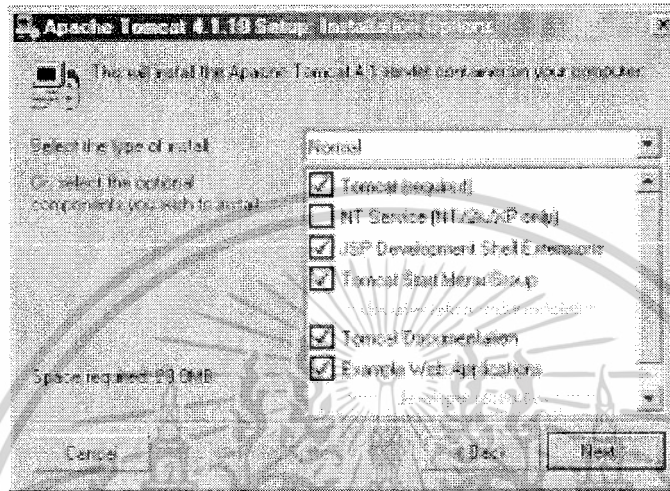 Apache Tomcat 4.1.18 Setup: Installation Options
This will install the Apache Tomcat 4.1 servlet container on your computer:
Select the type of install:
Normal
Or, select the optional
components you wish to install:
Tomcat (required)
NT Service (NT/2k/XP only)
JSP Development Shell Extensions
Tomcat Start Menu Group
Tomcat Documentation
Example Web Applications
Space required:
Cancel
< Back
Next >